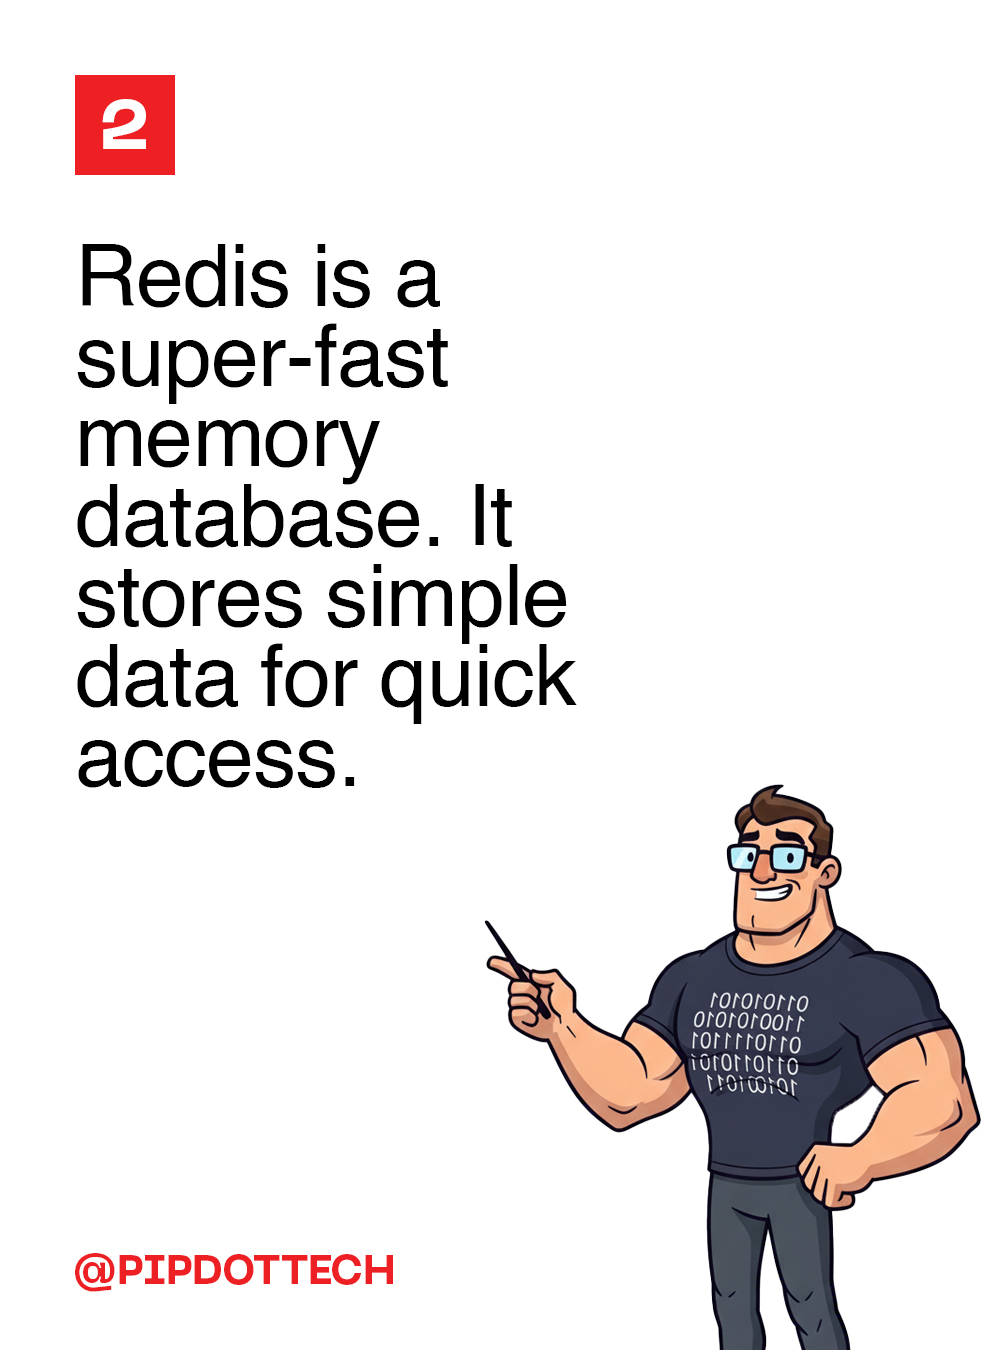 2
Redis is a
super-fast
memory
database. It
stores simple
data for quick
access.
@PIPDOTTECH